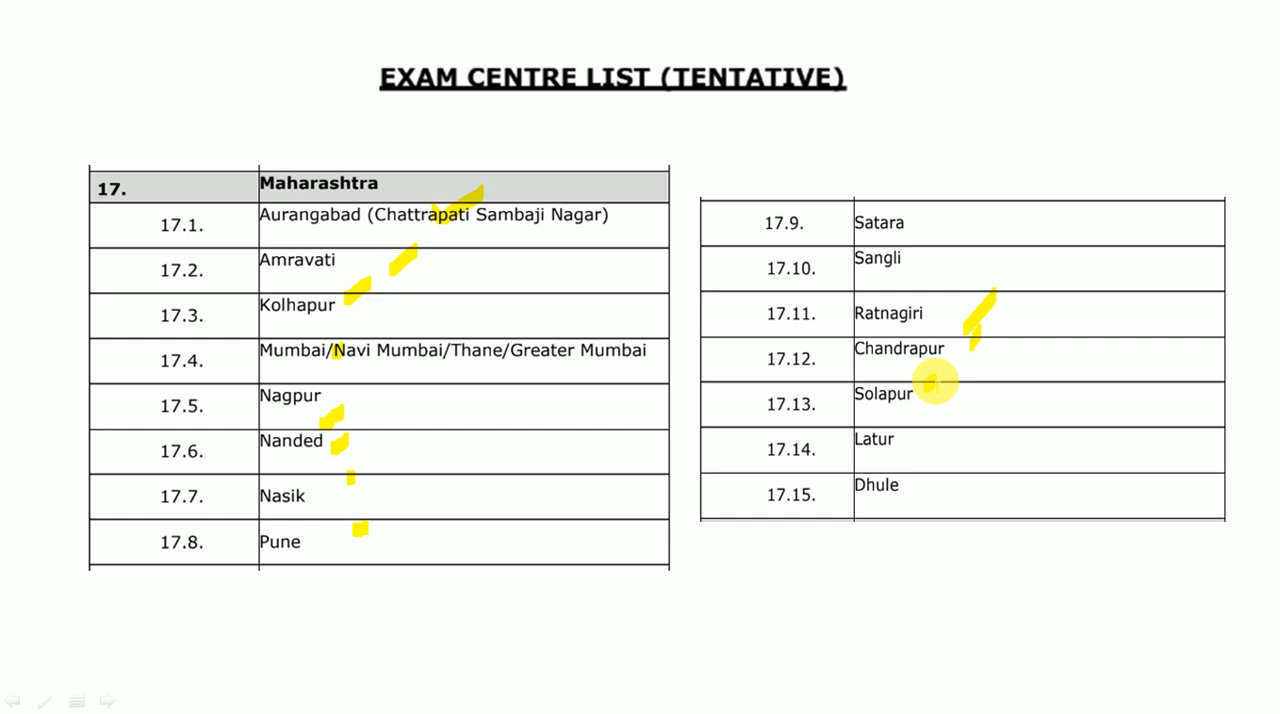 EXAM CENTRE LIST (TENTATIVE)
17. Maharashtra
17.1. Aurangabad (Chattrapati Sambaji Nagar)
17.2. Amravati
17.3. Kolhapur
17.4. Mumbai/Navi Mumbai/Thane/Greater Mumbai
17.5. Nagpur
17.6. Nanded
17.7. Nasik
17.8. Pune
17.9. Satara
17.10. Sangli
17.11. Ratnagiri
17.12. Chandrapur
17.13. Solapur
17.14. Latur
17.15. Dhule